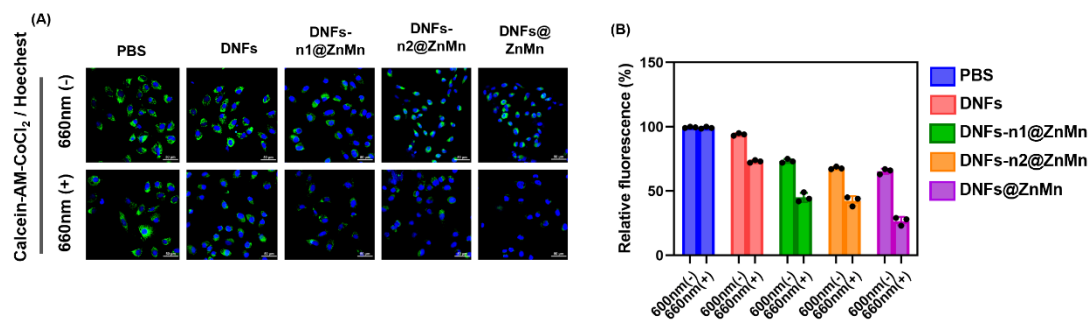 (A)
PBS
DNFs
DNFs-
n1@ZnMn
DNFs-
n2@ZnMn
DNFs@
ZnMn
Calcein-AM-CoCl₂ / Hoechest
660nm (-)
660nm (+)
(B)
Relative fluorescence (%)
150
100
50
0
600nm(-)
660nm(+)
600nm(-)
660nm(+)
600nm(-)
660nm(+)
600nm(-)
660nm(+)
600nm(-)
660nm(+)
PBS
DNFs
DNFs-n1@ZnMn
DNFs-n2@ZnMn
DNFs@ZnMn